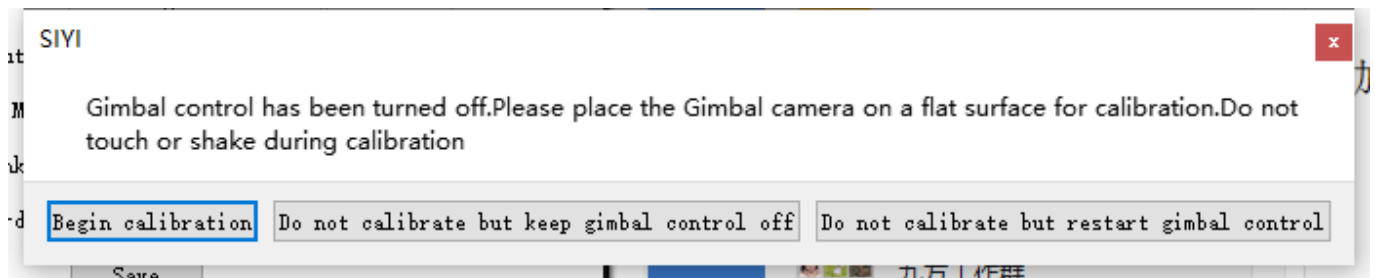 SIYI
x
Gimbal control has been turned off.Please place the Gimbal camera on a flat surface for calibration.Do not
touch or shake during calibration
Begin calibration Do not calibrate but keep gimbal control off Do not calibrate but restart gimbal control
Save